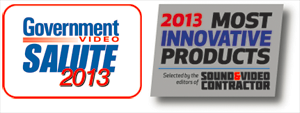 Government
VIDEO
SALUTE
2013
2013 MOST
INNOVATIVE
PRODUCTS
Selected by the
editors of
SOUND&VIDEO
CONTRACTOR